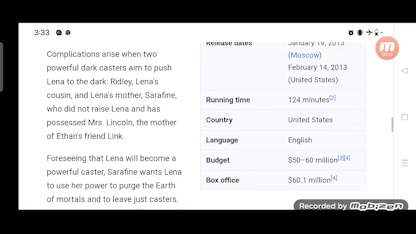 3:33
Complications arise when two
powerful dark casters aim to push
Lena to the dark: Ridley, Lena's
cousin, and Lena's mother, Sarafine,
who did not raise Lena and has
possessed Mrs. Lincoln, the mother
of Ethan's friend Link.
Foreseeing that Lena will become a
powerful caster, Sarafine wants Lena
to use her power to purge the Earth
of mortals and to leave just casters.
Release dates January 19, 2013
(Moscow)
February 14, 2013
(United States)
Running time 124 minutes[2]
Country United States
Language English
Budget $50–60 million[3][4]
Box office $60.1 million[4]
Recorded by Mobizen